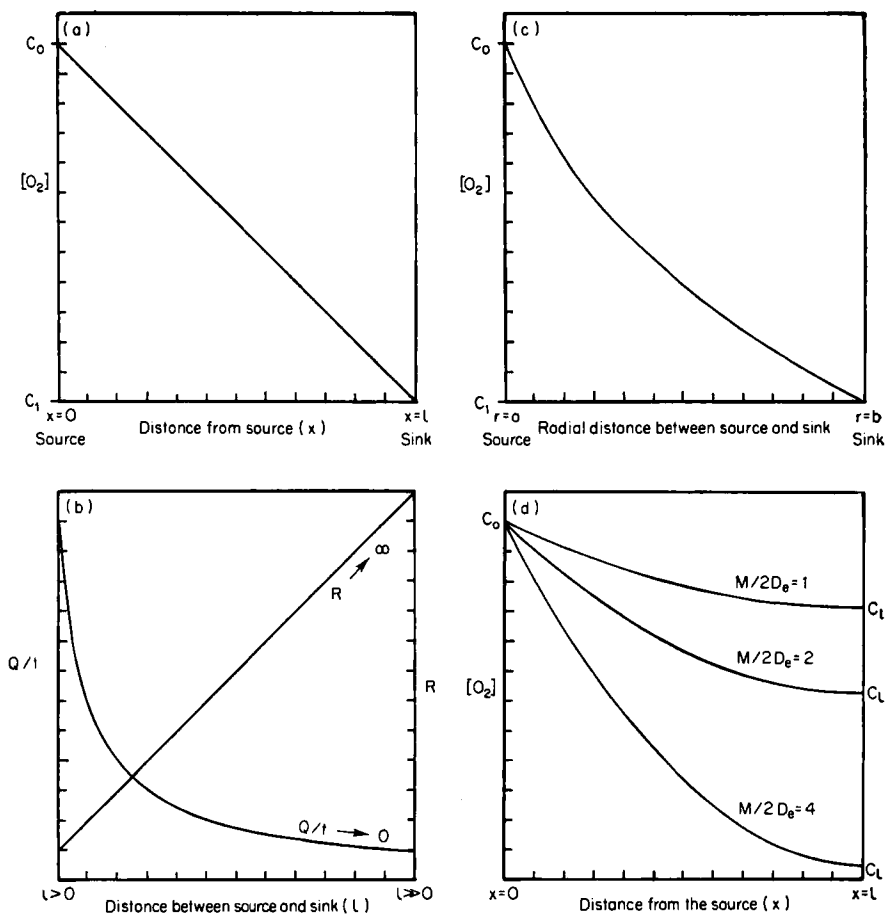 (a)
C₀
[O₂]
C₁
x=0
x=l
Source
Distance from source (x)
Sink
(c)
C₀
[O₂]
C₁
r=a
r=b
Source
Radial distance between source and sink
Sink
(b)
Q/t
R → ∞
R
Q/t → 0
l>0
l≫0
Distance between source and sink (l)
(d)
C₀
[O₂]
M/2Dₑ=1
Cₗ
M/2Dₑ=2
Cₗ
M/2Dₑ=4
Cₗ
x=0
x=l
Distance from the source (x)